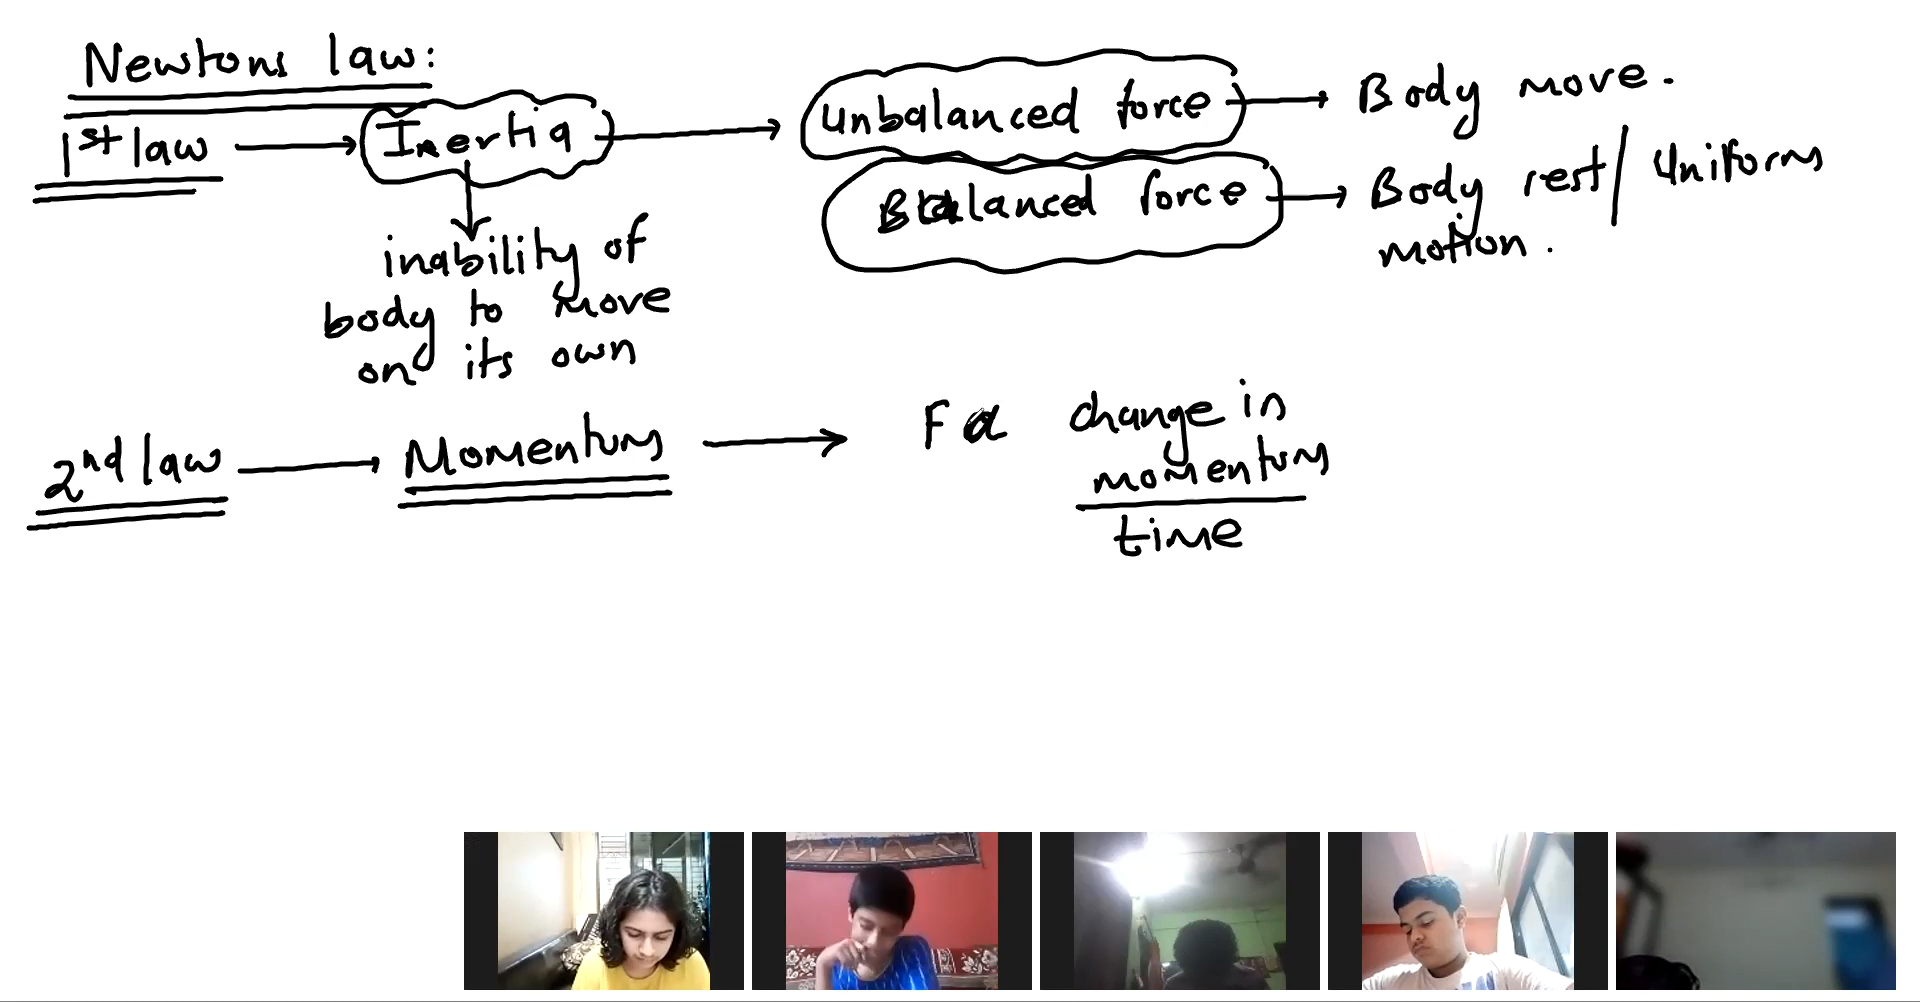 Newtons law:
1st law → Inertia → Unbalanced force → Body move.
Balanced force → Body rest / Uniform
motion.
inability of
body to move
on its own
2nd law → Momentum → F α change in
momentum
time